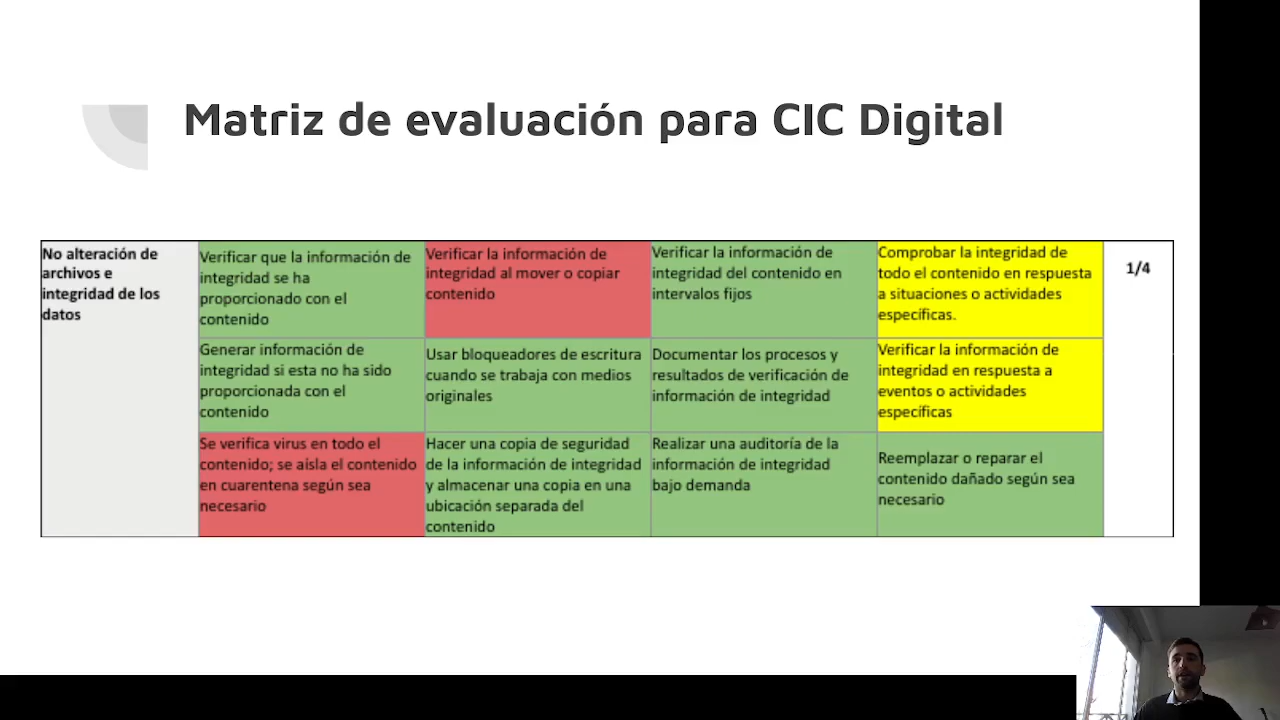 Matriz de evaluación para CIC Digital
No alteración de
archivos e
integridad de los
datos
Verificar que la información de
integridad se ha
proporcionado con el
contenido
Verificar la información de
integridad al mover o copiar
contenido
Verificar la información de
integridad del contenido en
intervalos fijos
Comprobar la integridad de
todo el contenido en respuesta
a situaciones o actividades
específicas.
1/4
Generar información de
integridad si esta no ha sido
proporcionada con el
contenido
Usar bloqueadores de escritura
cuando se trabaja con medios
originales
Documentar los procesos y
resultados de verificación de
información de integridad
Verificar la información de
integridad en respuesta a
eventos o actividades
específicas
Se verifica virus en todo el
contenido; se aísla el contenido
en cuarentena según sea
necesario
Hacer una copia de seguridad
de la información de integridad
y almacenar una copia en una
ubicación separada del
contenido
Realizar una auditoría de la
información de integridad
bajo demanda
Reemplazar o reparar el
contenido dañado según sea
necesario